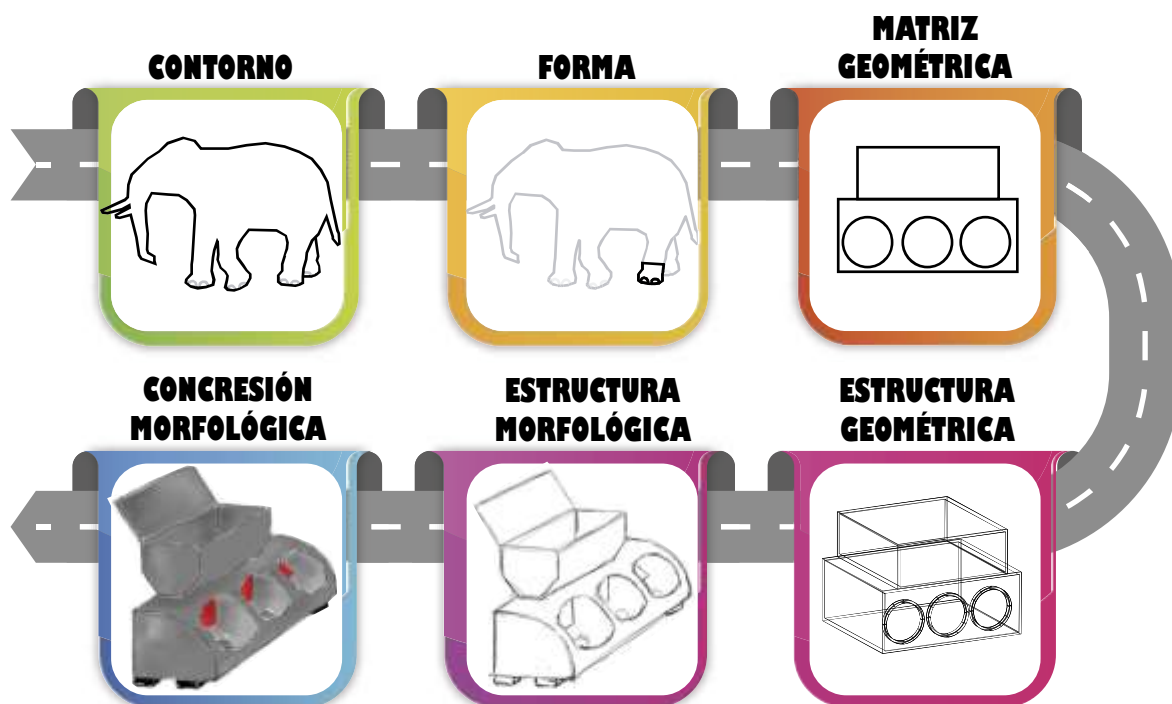 CONTORNO
FORMA
MATRIZ
GEOMÉTRICA
ESTRUCTURA
GEOMÉTRICA
ESTRUCTURA
MORFOLÓGICA
CONCRESIÓN
MORFOLÓGICA